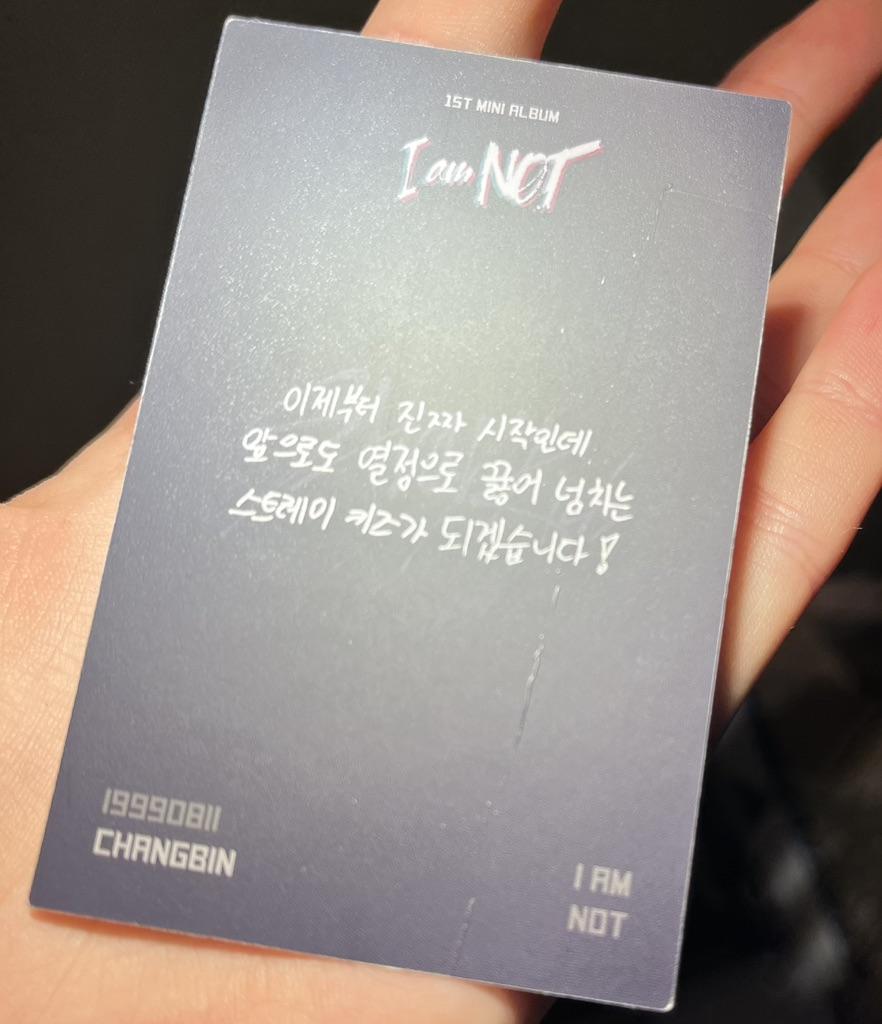 1ST MINI ALBUM
I am NOT
이제부터 진짜 시작인데
앞으로도 열정으로 끓어 넘치는
스트레이 키즈가 되겠습니다!
19990811
CHANGBIN
I AM
NOT